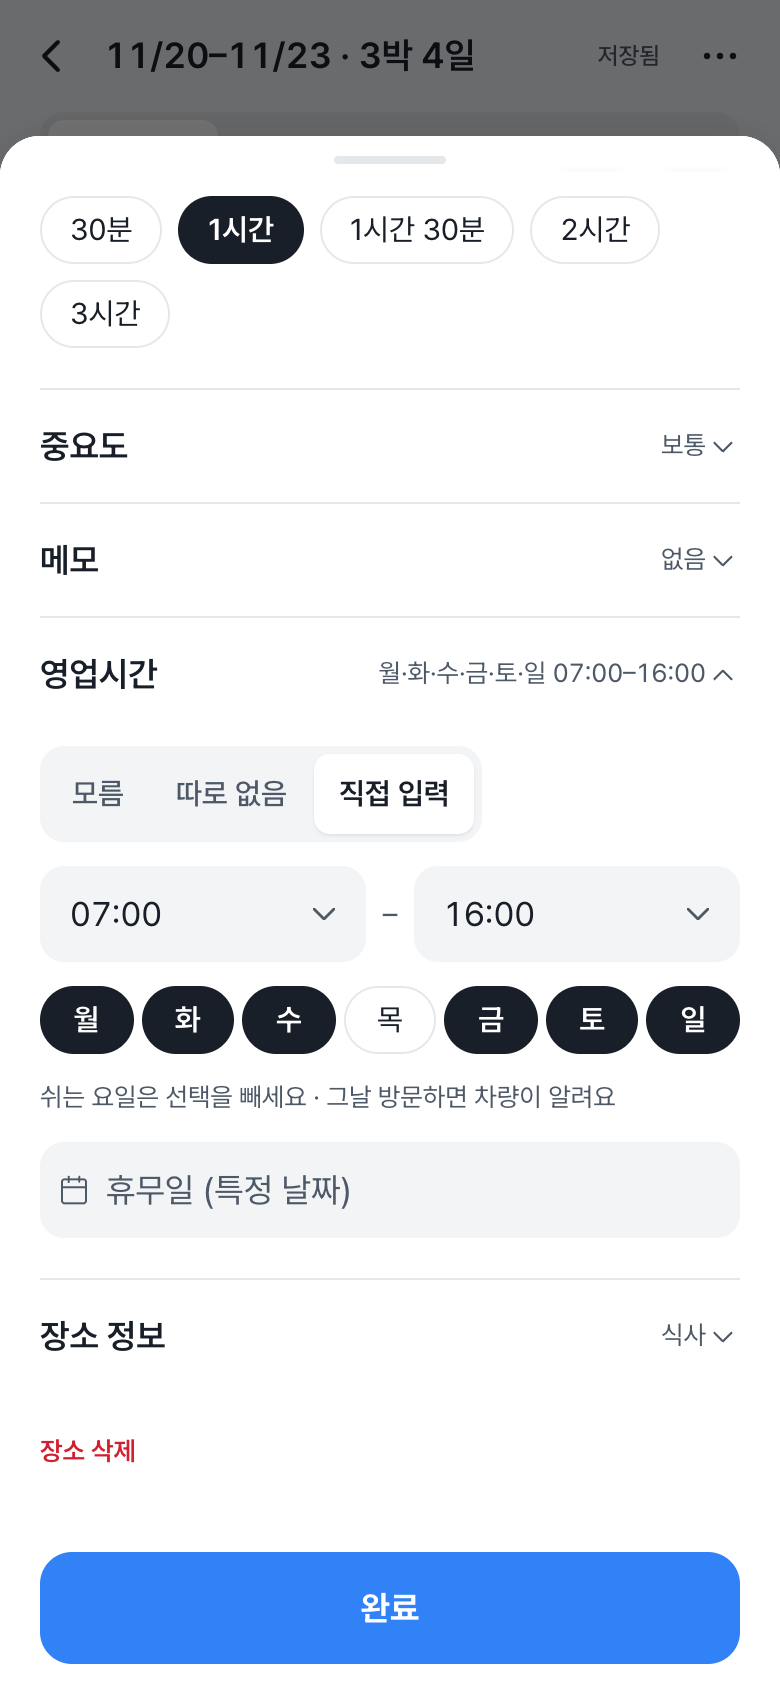 11/20–11/23 · 3박 4일 저장됨
30분 1시간 1시간 30분 2시간
3시간
중요도 보통
메모 없음
영업시간 월·화·수·금·토·일 07:00–16:00
모름 따로 없음 직접 입력
07:00 – 16:00
월 화 수 목 금 토 일
쉬는 요일은 선택을 빼세요 · 그날 방문하면 차량이 알려요
휴무일 (특정 날짜)
장소 정보 식사
장소 삭제
완료